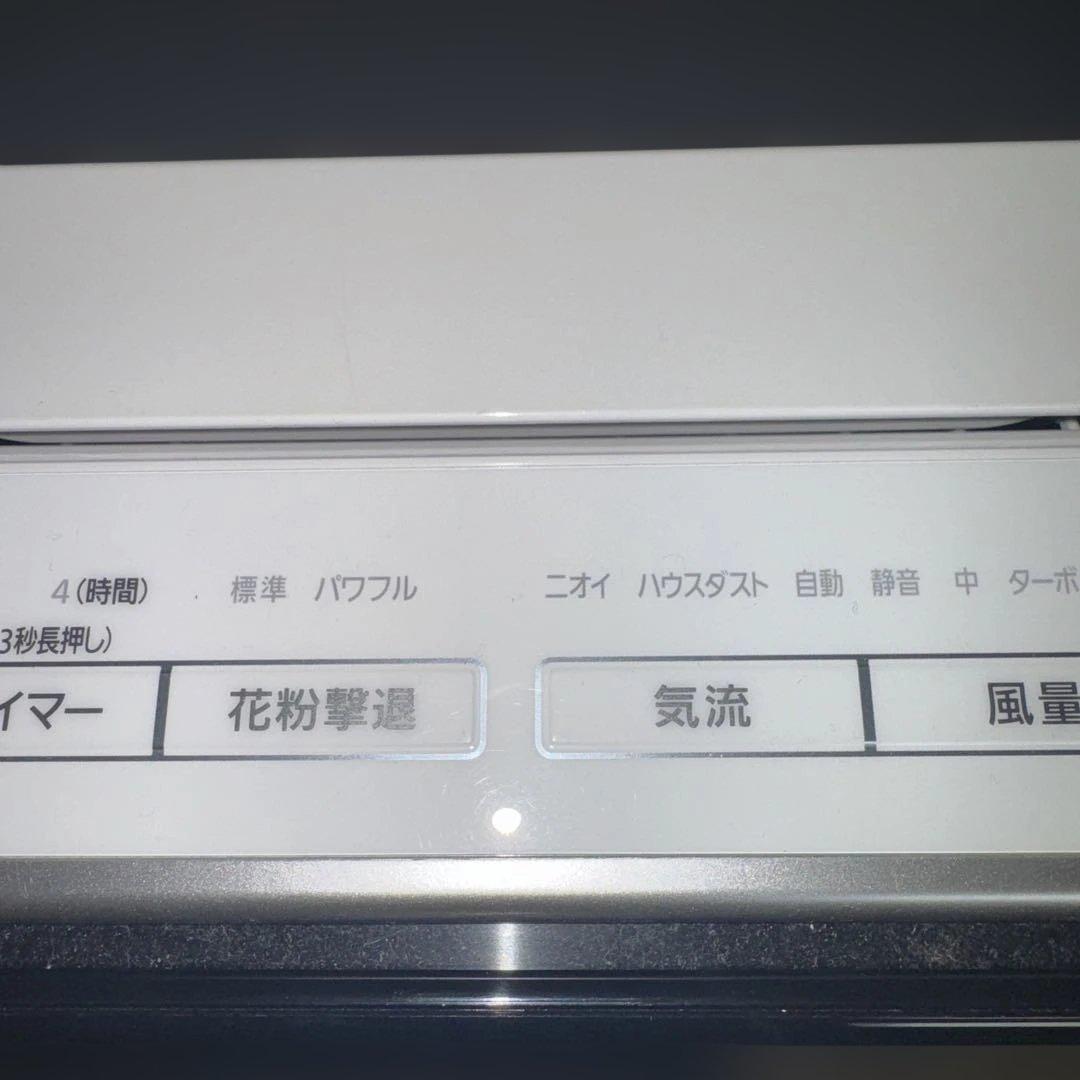 4(時間) 標準 パワフル ニオイ ハウスダスト 自動 静音 中 ターボ
3秒長押し)
イマー 花粉撃退 気流 風量